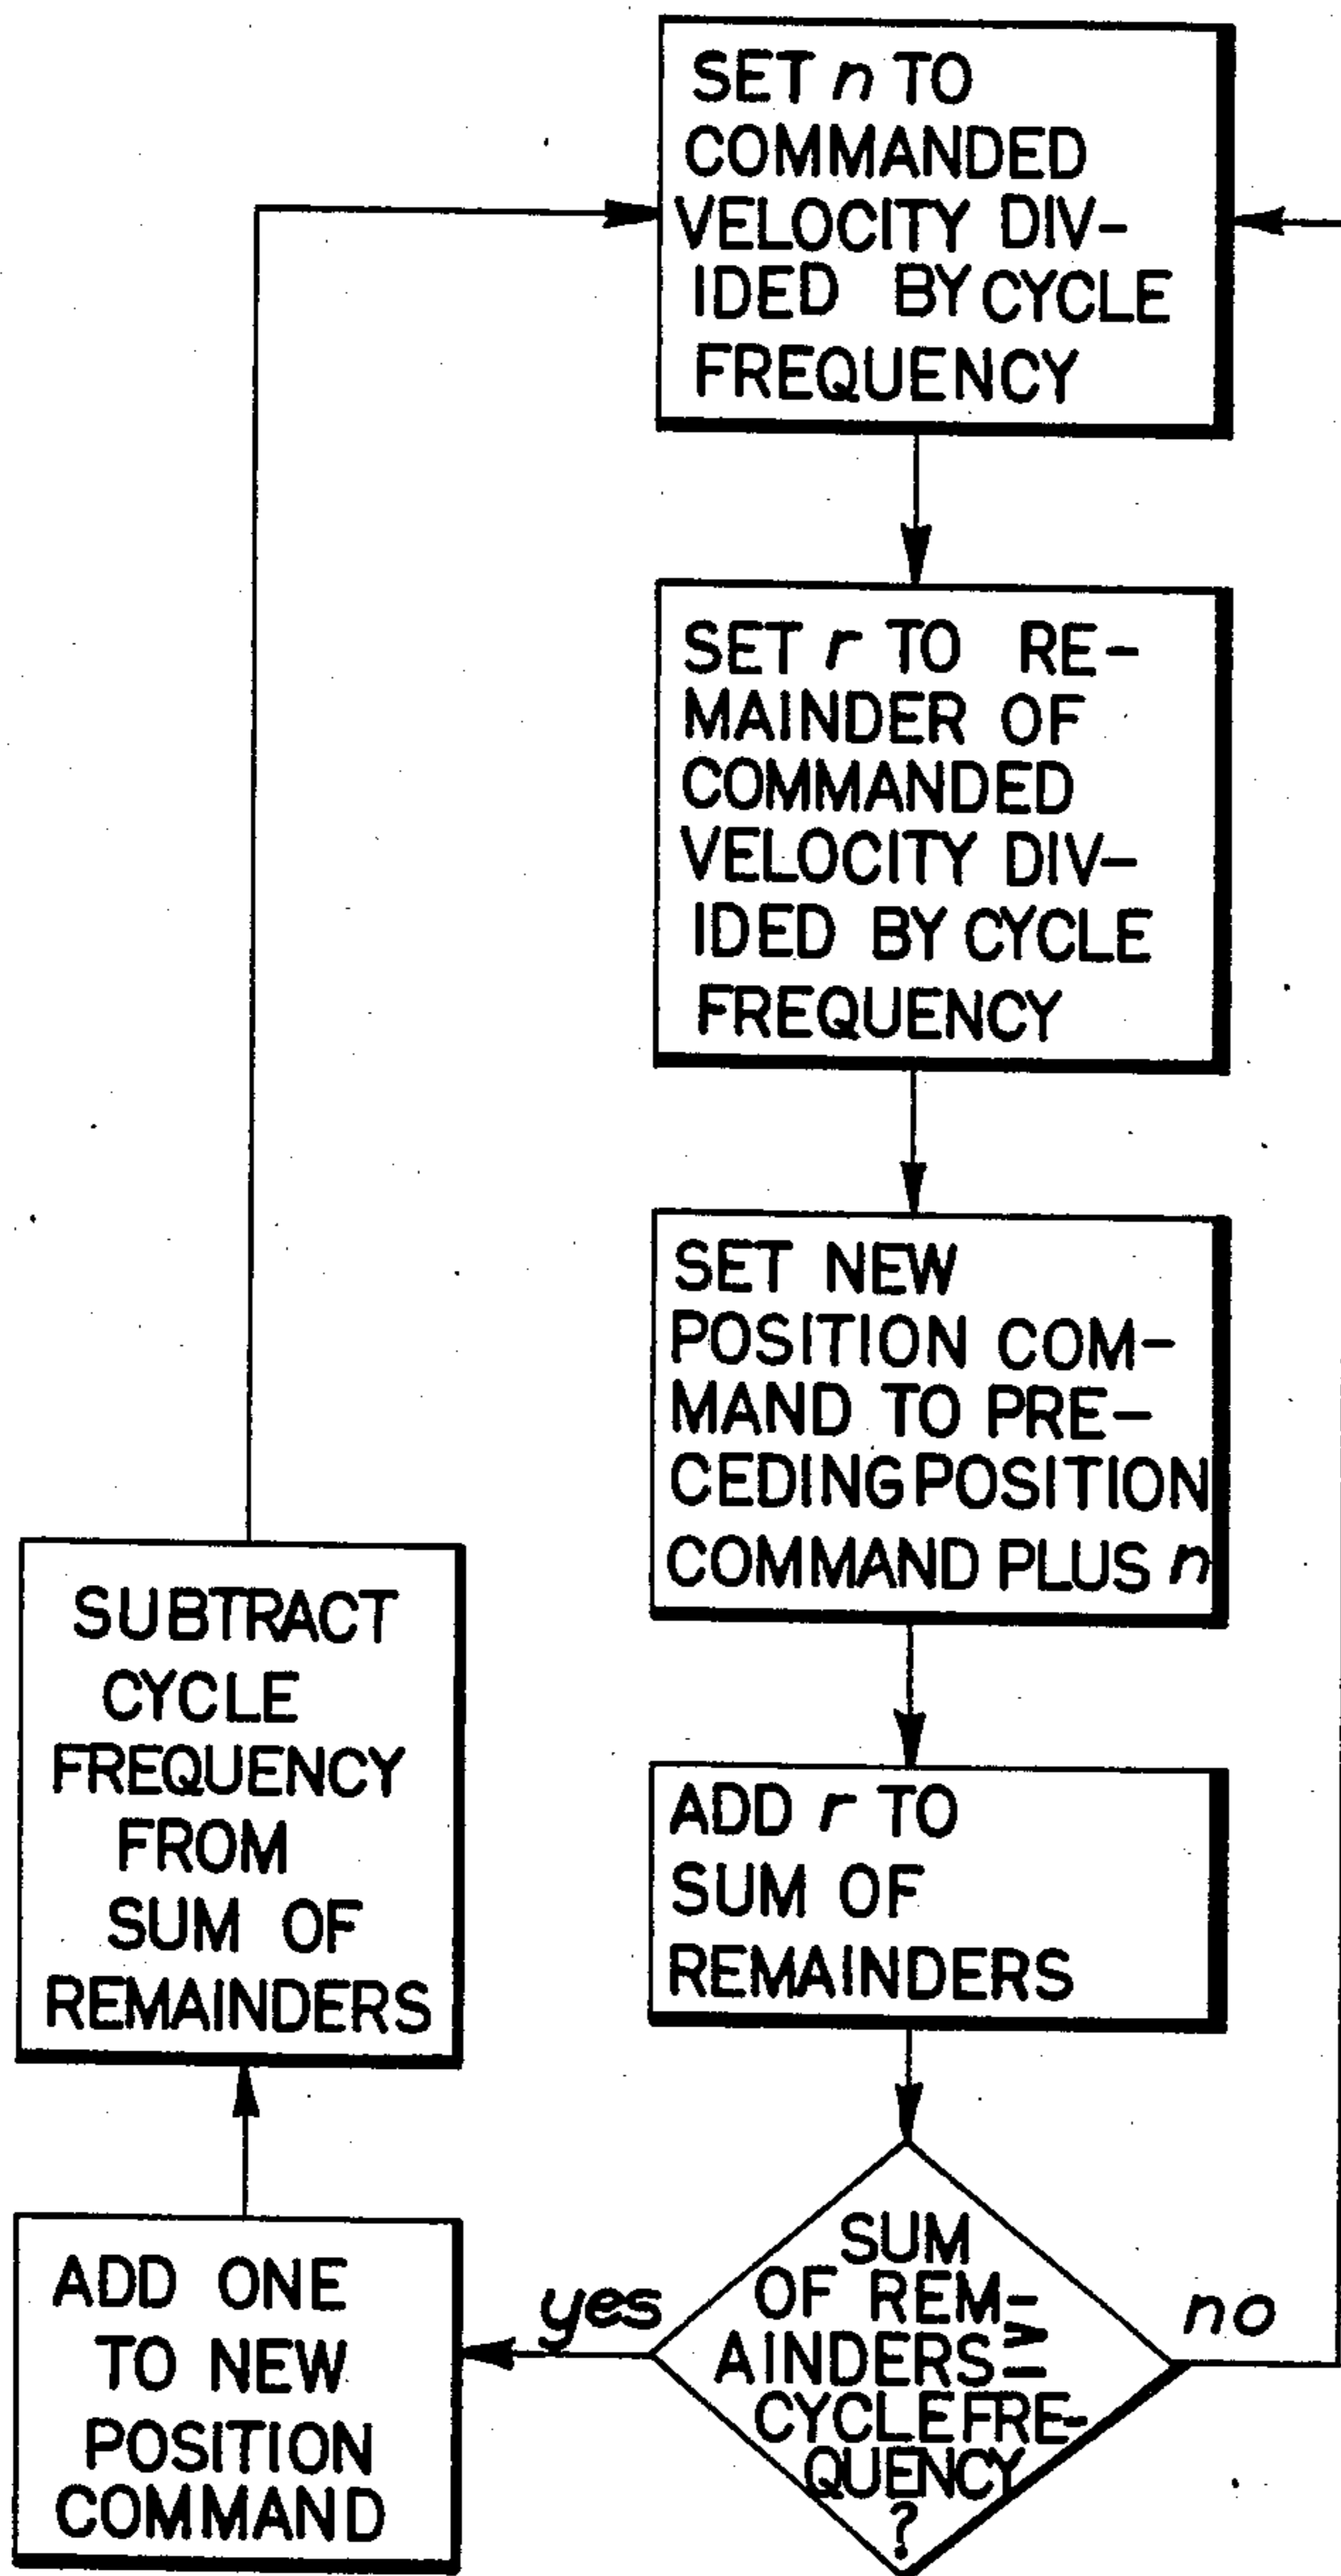 SET n TO
COMMANDED
VELOCITY DIV-
IDED BY CYCLE
FREQUENCY
SET r TO RE-
MAINDER OF
COMMANDED
VELOCITY DIV-
IDED BY CYCLE
FREQUENCY
SET NEW
POSITION COM-
MAND TO PRE-
CEDING POSITION
COMMAND PLUS n
ADD r TO
SUM OF
REMAINDERS
SUM
OF REM-
AINDERS ≥
CYCLE FRE-
QUENCY
?
yes
no
ADD ONE
TO NEW
POSITION
COMMAND
SUBTRACT
CYCLE
FREQUENCY
FROM
SUM OF
REMAINDERS